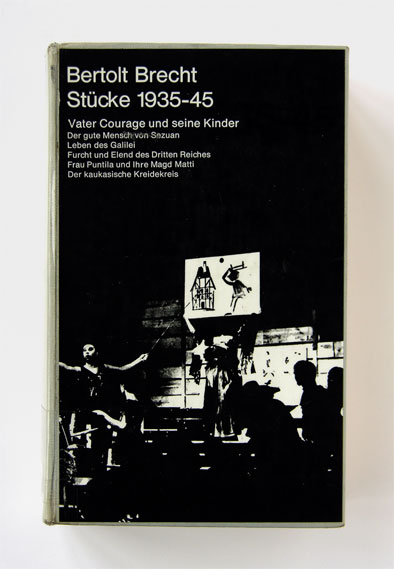 Bertolt Brecht
Stücke 1935-45
Vater Courage und seine Kinder
Der gute Mensch von Snzuan
Leben des Galilei
Furcht und Elend des Dritten Reiches
Frau Puntila und Ihre Magd Matti
Der kaukasische Kreidekreis